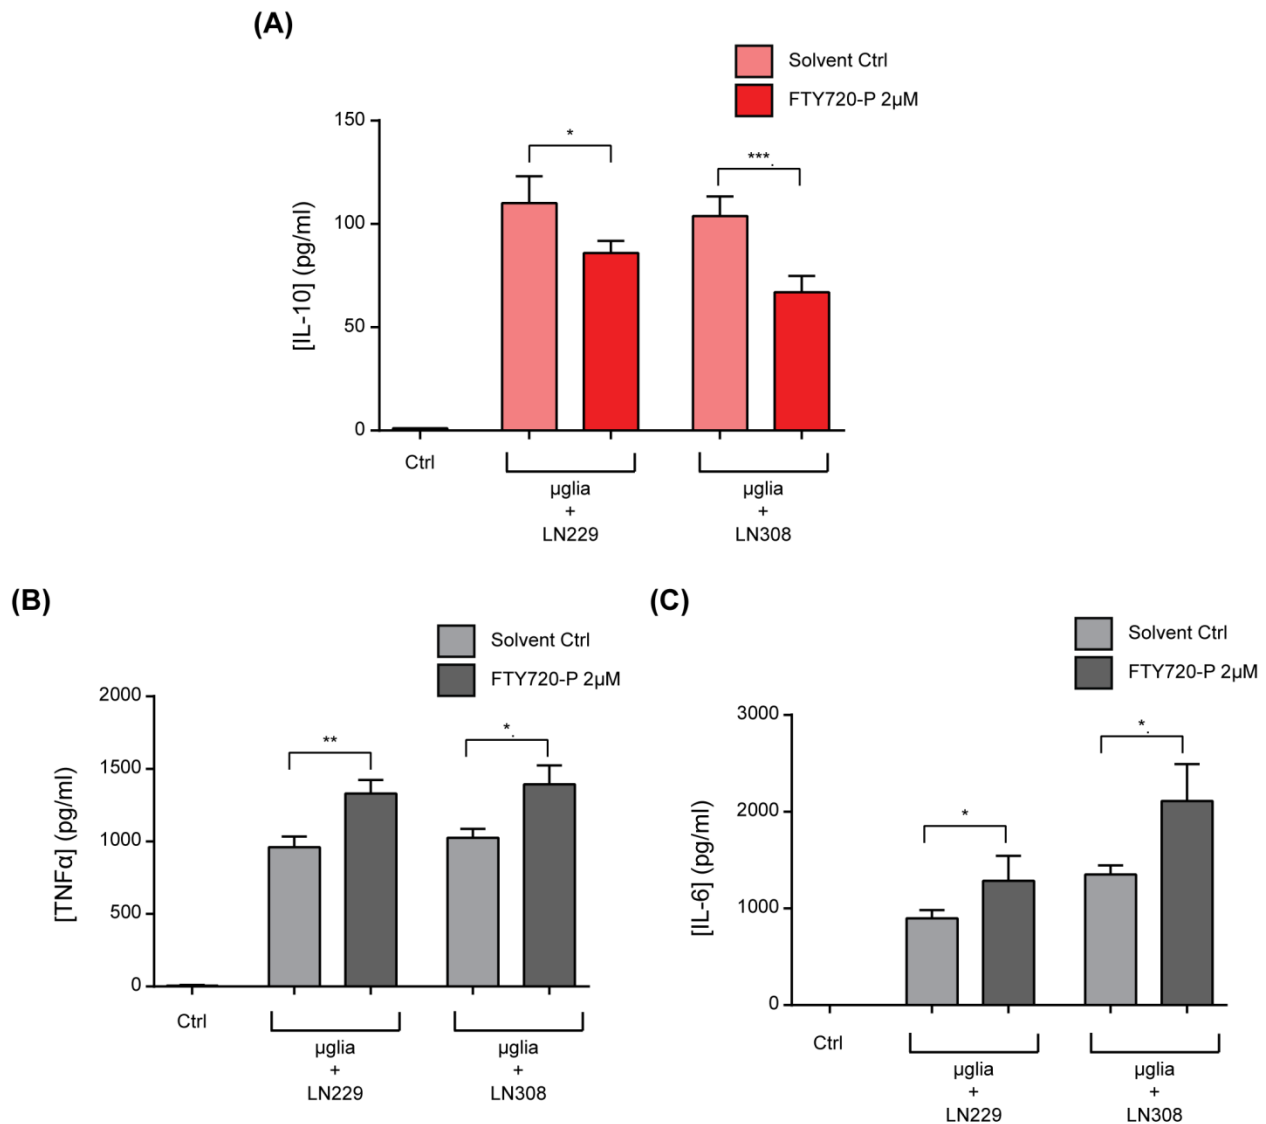 (A)
Solvent Ctrl
FTY720-P 2µM
[IL-10] (pg/ml)
150
100
50
0
*
***.
Ctrl
µglia
+
LN229
µglia
+
LN308
(B)
Solvent Ctrl
FTY720-P 2µM
[TNFα] (pg/ml)
2000
1500
1000
500
0
**
*.
Ctrl
µglia
+
LN229
µglia
+
LN308
(C)
Solvent Ctrl
FTY720-P 2µM
[IL-6] (pg/ml)
3000
2000
1000
0
*
*.
Ctrl
µglia
+
LN229
µglia
+
LN308